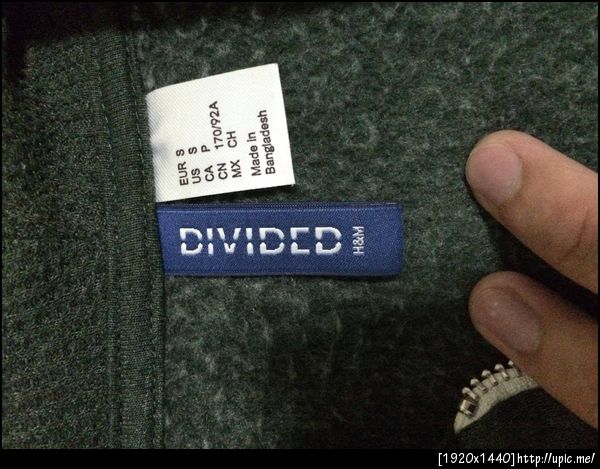 EUR S
US S
CA P
CN 170/92A
MX CH
Made in
Bangladesh
DIVIDED
H&M
[1920x1440]http://upic.me/